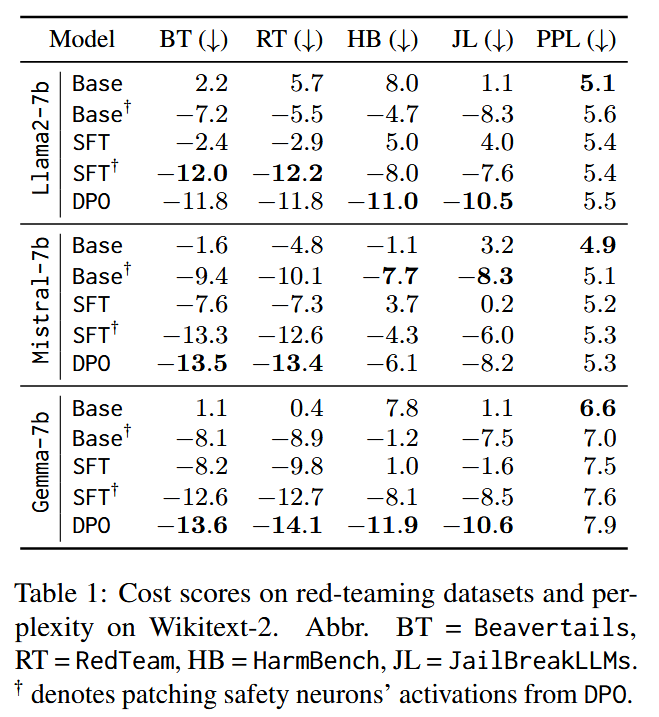 Model BT (↓) RT (↓) HB (↓) JL (↓) PPL (↓)
Llama2-7b
Base 2.2 5.7 8.0 1.1 5.1
Base† −7.2 −5.5 −4.7 −8.3 5.6
SFT −2.4 −2.9 5.0 4.0 5.4
SFT† −12.0 −12.2 −8.0 −7.6 5.4
DPO −11.8 −11.8 −11.0 −10.5 5.5
Mistral-7b
Base −1.6 −4.8 −1.1 3.2 4.9
Base† −9.4 −10.1 −7.7 −8.3 5.1
SFT −7.6 −7.3 3.7 0.2 5.2
SFT† −13.3 −12.6 −4.3 −6.0 5.3
DPO −13.5 −13.4 −6.1 −8.2 5.3
Gemma-7b
Base 1.1 0.4 7.8 1.1 6.6
Base† −8.1 −8.9 −1.2 −7.5 7.0
SFT −8.2 −9.8 1.0 −1.6 7.5
SFT† −12.6 −12.7 −8.1 −8.5 7.6
DPO −13.6 −14.1 −11.9 −10.6 7.9
Table 1: Cost scores on red-teaming datasets and per-
plexity on Wikitext-2. Abbr. BT = Beavertails,
RT = RedTeam, HB = HarmBench, JL = JailBreakLLMs.
† denotes patching safety neurons' activations from DPO.